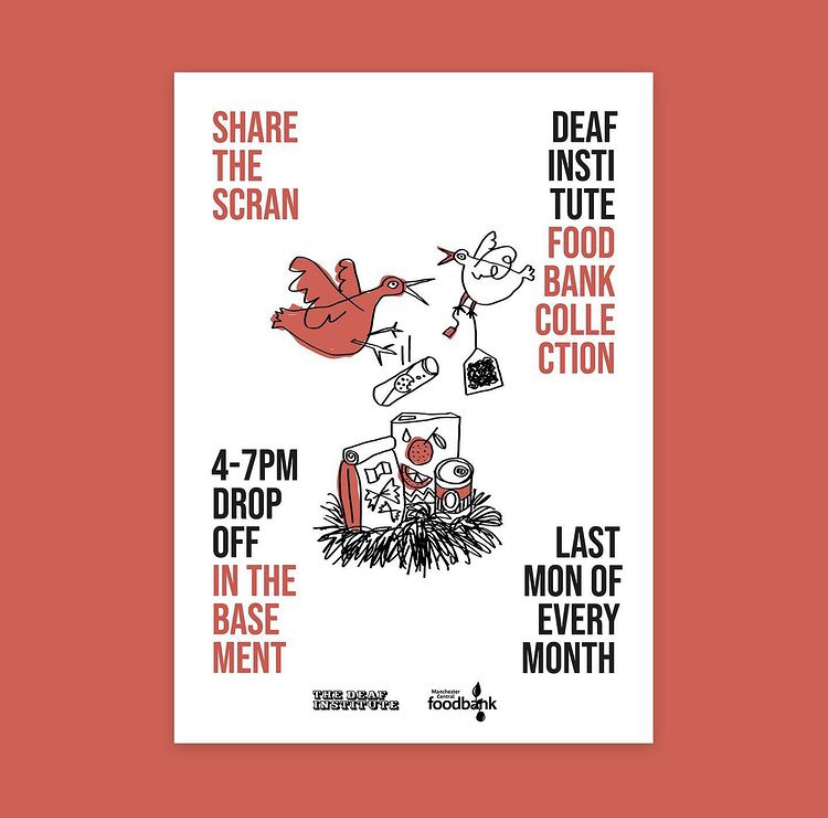 SHARE
THE
SCRAN
DEAF
INSTI
TUTE
FOOD
BANK
COLLE
CTION
4-7PM
DROP
OFF
IN THE
BASE
MENT
LAST
MON OF
EVERY
MONTH
THE DEAF
INSTITUTE
Manchester
Central
foodbank